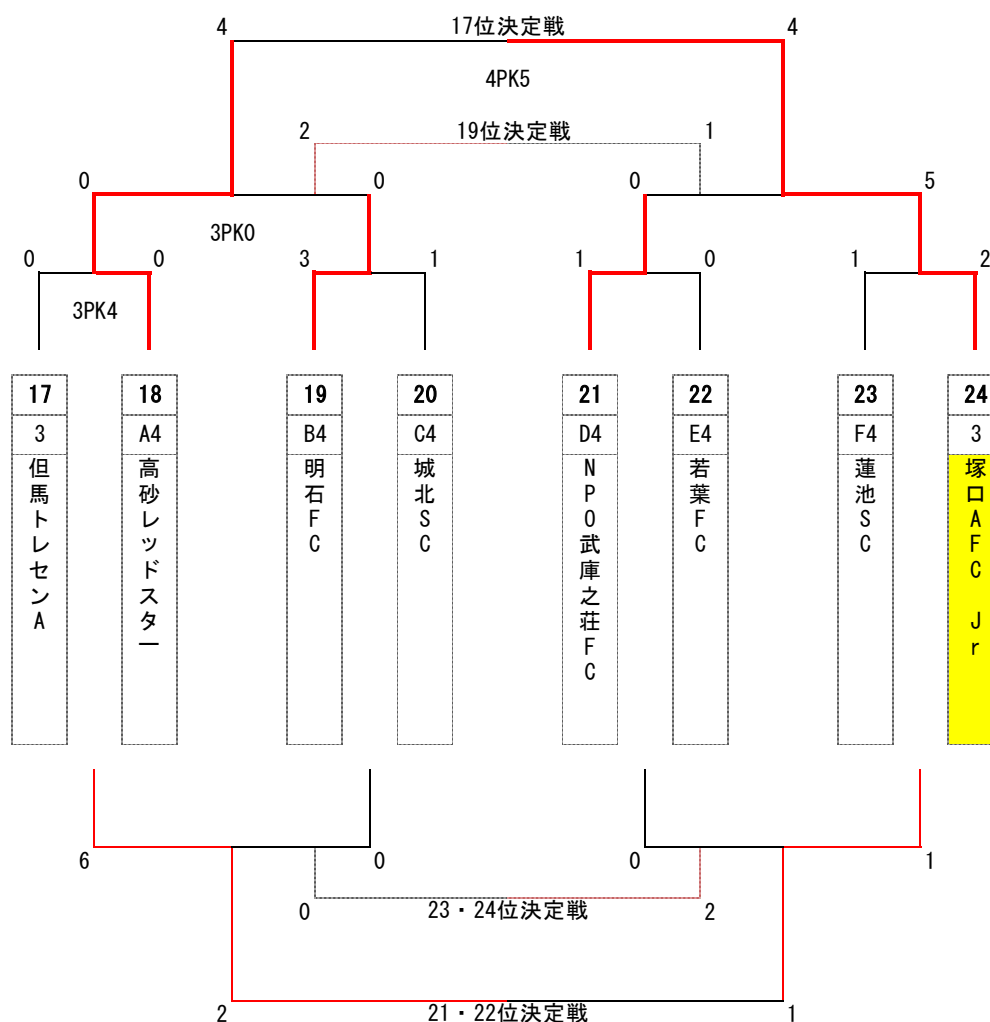 4 17位決定戦 4
4PK5
2 19位決定戦 1
0 0 0 5
3PK0
0 0 3 1 1 0 1 2
3PK4
17 18 19 20 21 22 23 24
3 A4 B4 C4 D4 E4 F4 3
但馬トレセンA
高砂レッドスター
明石FC
城北SC
NPO武庫之荘FC
若葉FC
蓮池SC
塚口AFC Jr
6 0 0 1
0 23・24位決定戦 2
2 21・22位決定戦 1